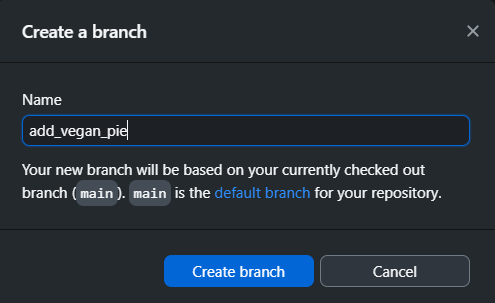 Create a branch
Name
add_vegan_pie
Your new branch will be based on your currently checked out
branch (main). main is the default branch for your repository.
Create branch
Cancel